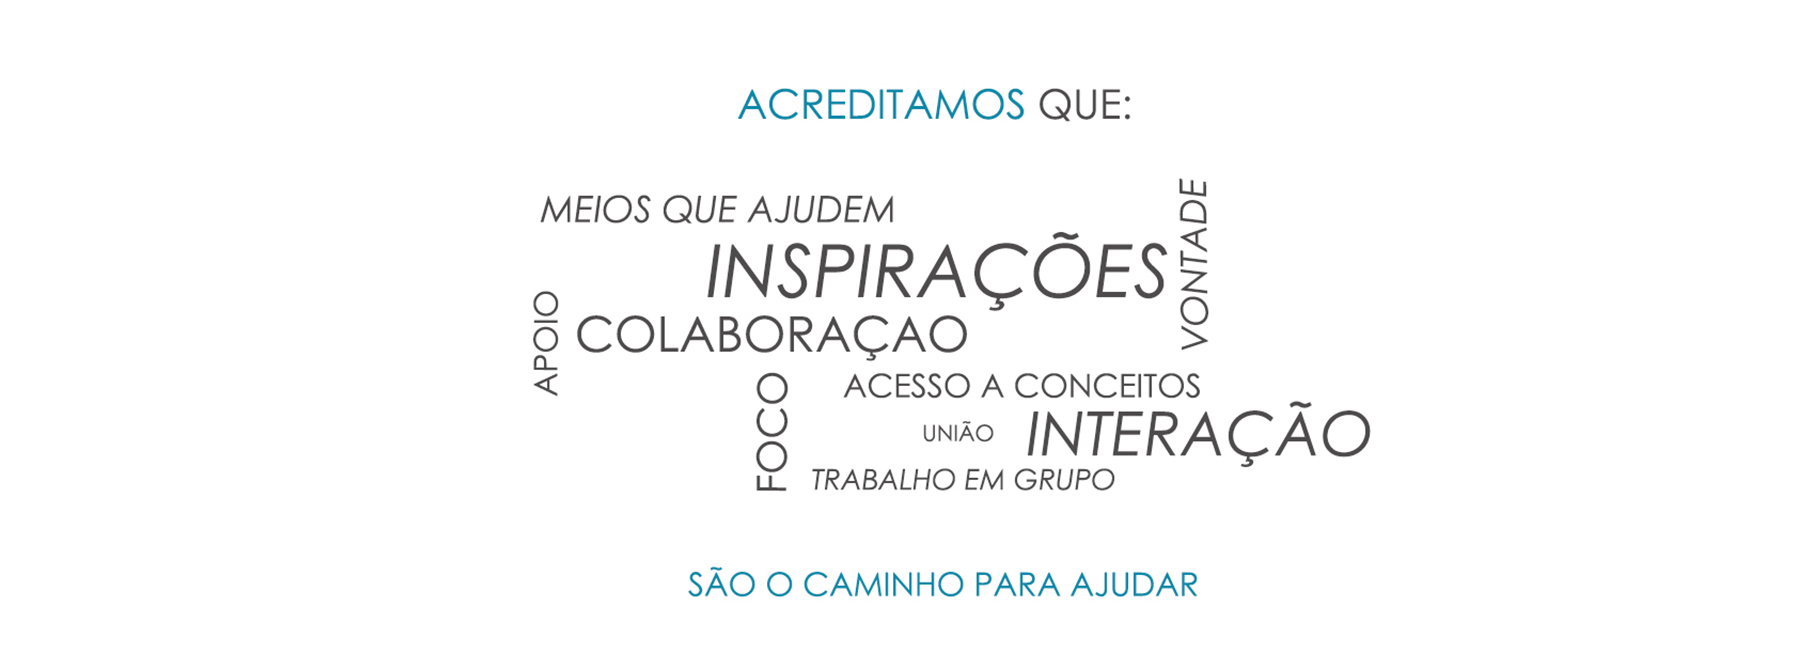 ACREDITAMOS QUE:
MEIOS QUE AJUDEM
VONTADE
INSPIRAÇÕES
APOIO
COLABORAÇAO
FOCO
ACESSO A CONCEITOS
UNIÃO
INTERAÇÃO
TRABALHO EM GRUPO
SÃO O CAMINHO PARA AJUDAR